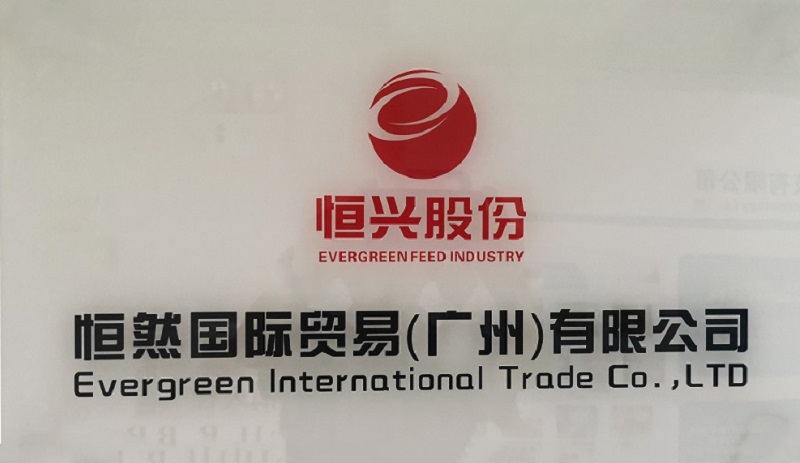 恒兴股份
EVERGREEN FEED INDUSTRY
恒然国际贸易(广州)有限公司
Evergreen International Trade Co.,LTD